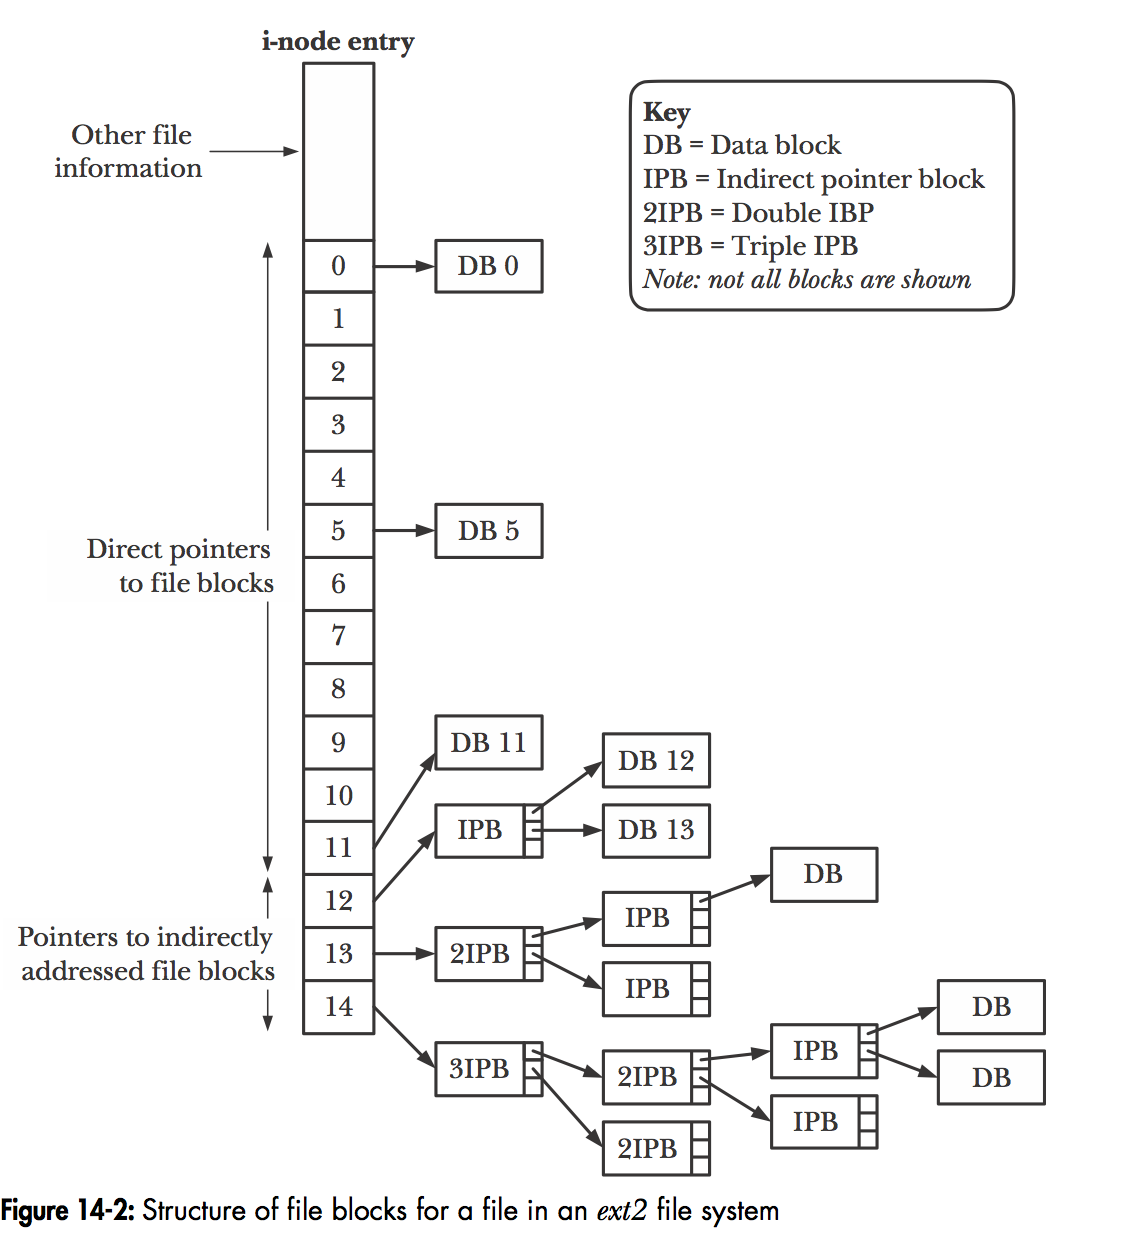 i-node entry
Other file
information
Key
DB = Data block
IPB = Indirect pointer block
2IPB = Double IBP
3IPB = Triple IPB
Note: not all blocks are shown
0
DB 0
1
2
3
4
5
DB 5
Direct pointers
to file blocks
6
7
8
9
DB 11
DB 12
10
IPB
DB 13
11
DB
12
IPB
Pointers to indirectly
addressed file blocks
13
2IPB
IPB
14
DB
IPB
3IPB
2IPB
DB
IPB
2IPB
Figure 14-2: Structure of file blocks for a file in an ext2 file system